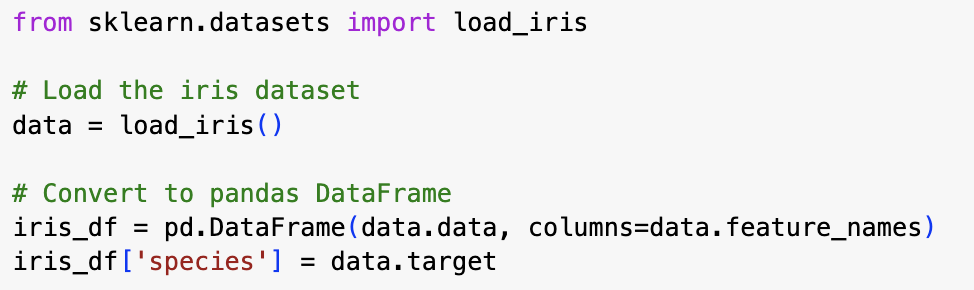 from sklearn.datasets import load_iris
# Load the iris dataset
data = load_iris()
# Convert to pandas DataFrame
iris_df = pd.DataFrame(data.data, columns=data.feature_names)
iris_df['species'] = data.target